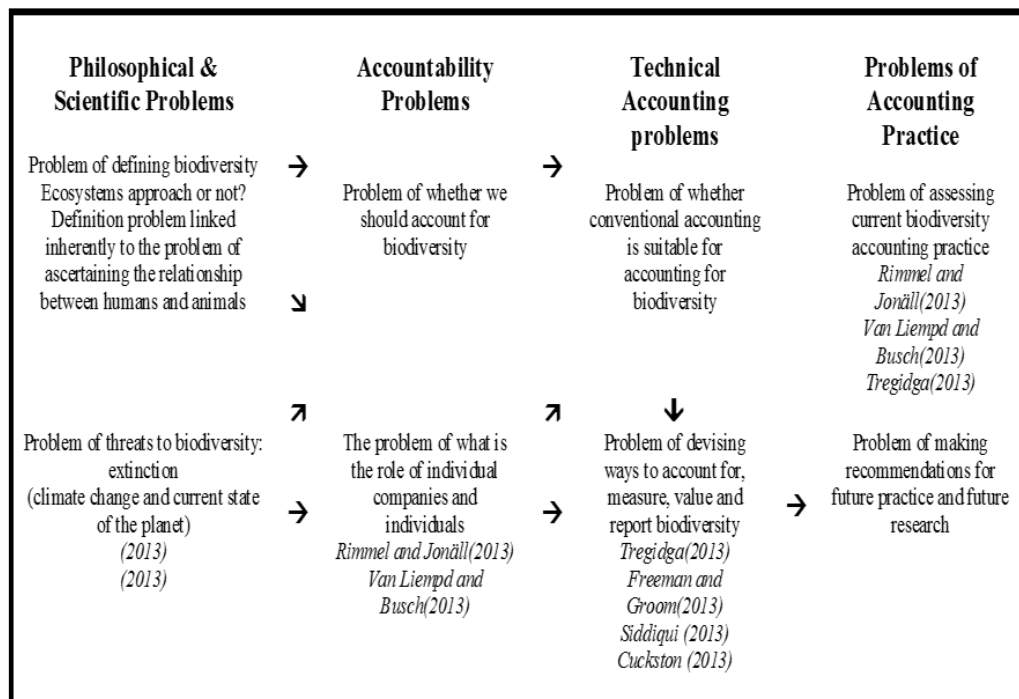 Philosophical &
Scientific Problems
Problem of defining biodiversity
Ecosystems approach or not?
Definition problem linked
inherently to the problem of
ascertaining the relationship
between humans and animals
Problem of threats to biodiversity:
extinction
(climate change and current state
of the planet)
(2013)
(2013)
Accountability
Problems
Problem of whether we
should account for
biodiversity
The problem of what is
the role of individual
companies and
individuals
Rimmel and Jonäll(2013)
Van Liempd and
Busch(2013)
Technical
Accounting
problems
Problem of whether
conventional accounting
is suitable for
accounting for
biodiversity
Problem of devising
ways to account for,
measure, value and
report biodiversity
Tregidga(2013)
Freeman and
Groom(2013)
Siddiqui (2013)
Cuckston (2013)
Problems of
Accounting
Practice
Problem of assessing
current biodiversity
accounting practice
Rimmel and
Jonäll(2013)
Van Liempd and
Busch(2013)
Tregidga(2013)
Problem of making
recommendations for
future practice and future
research